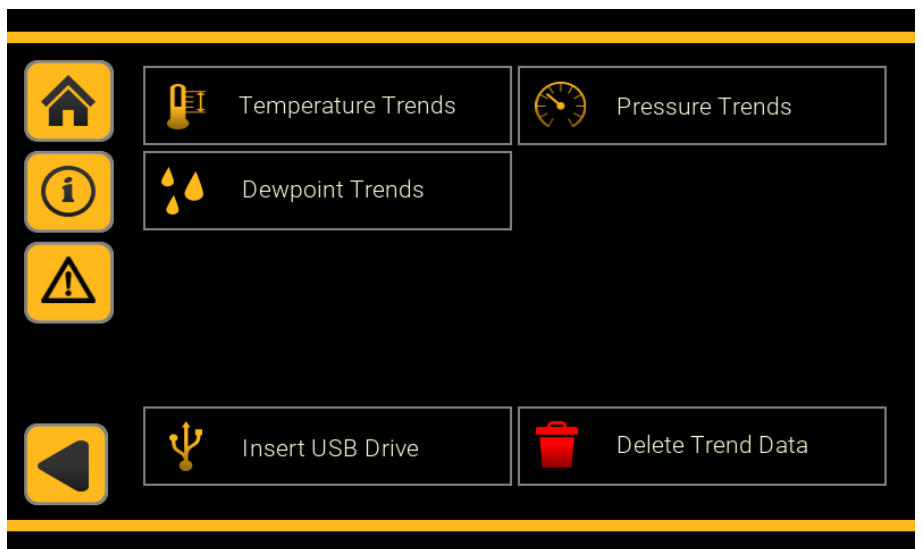 Temperature Trends
Pressure Trends
Dewpoint Trends
Insert USB Drive
Delete Trend Data